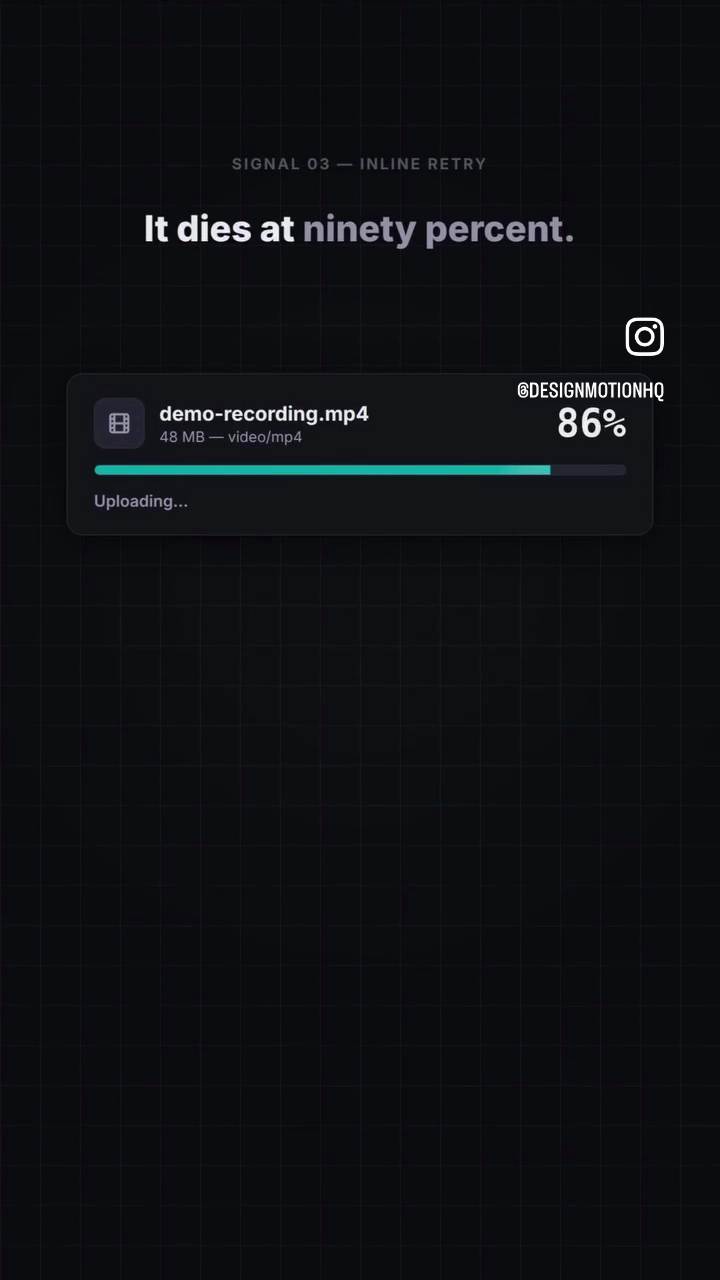 SIGNAL 03 — INLINE RETRY
It dies at ninety percent.
@DESIGNMOTIONHQ
demo-recording.mp4
86%
48 MB — video/mp4
Uploading...